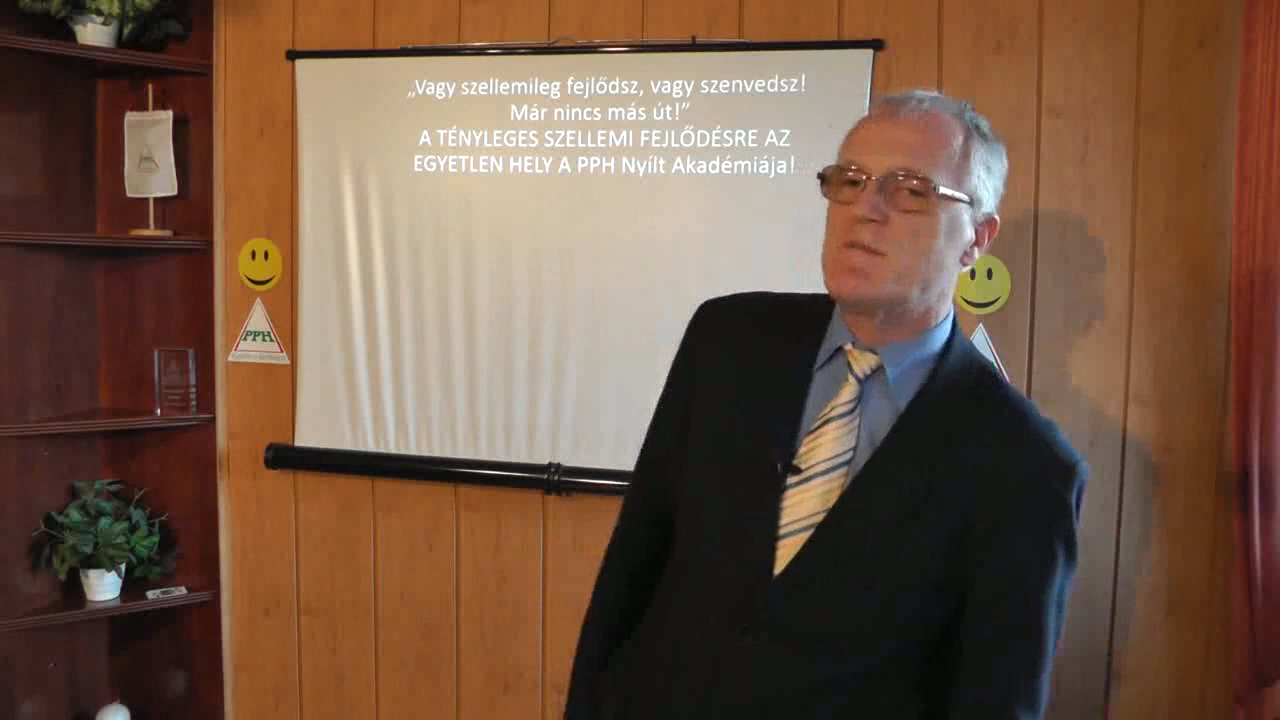 „Vagy szellemileg fejlődsz, vagy szenvedsz!
Már nincs más út!”
A TÉNYLEGES SZELLEMI FEJLŐDÉSRE AZ
EGYETLEN HELY A PPH Nyílt Akadémiája!
PPH